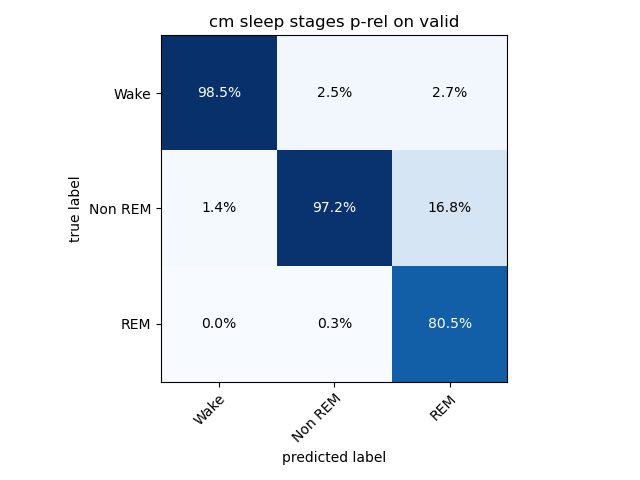 cm sleep stages p-rel on valid
Wake 98.5% 2.5% 2.7%
Non REM 1.4% 97.2% 16.8%
REM 0.0% 0.3% 80.5%
true label
Wake Non REM REM
predicted label